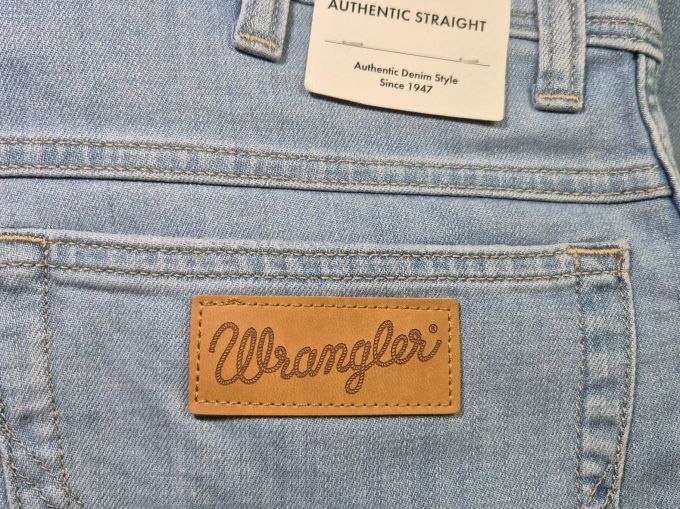 AUTHENTIC STRAIGHT
Authentic Denim Style
Since 1947
Wrangler®